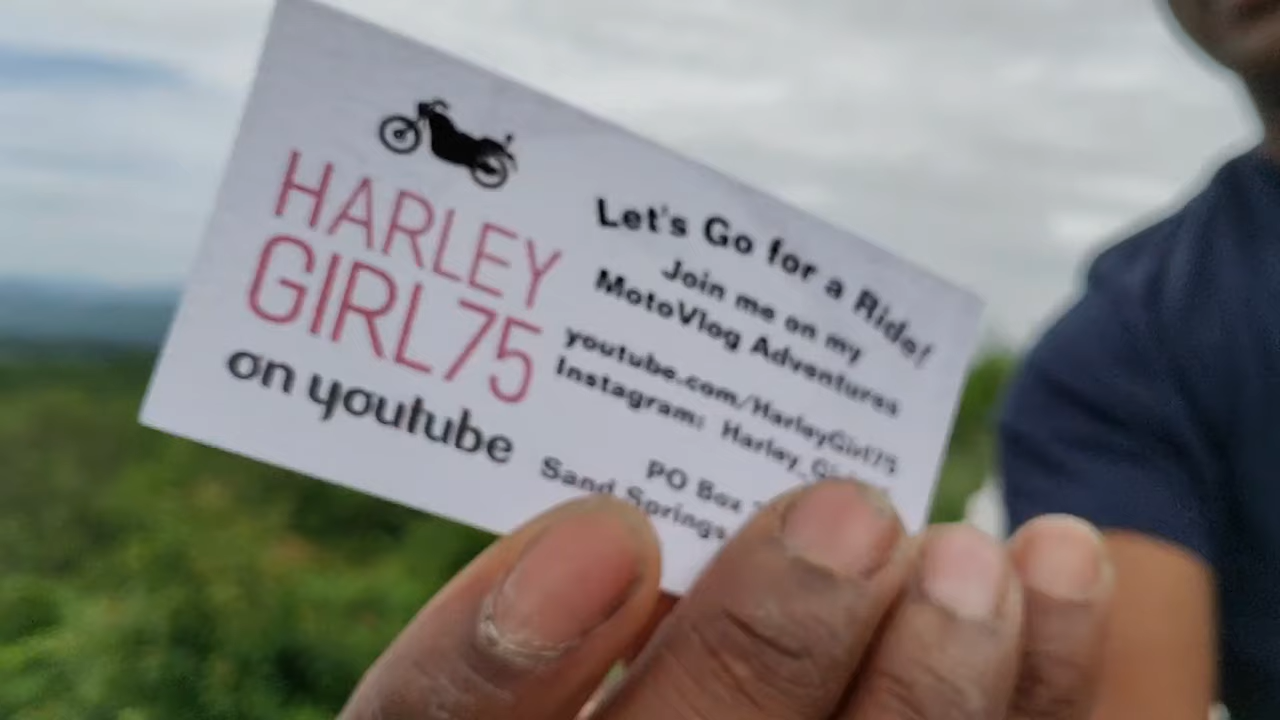 HARLEY
GIRL75
on youtube
Let's Go for a Ride!
Join me on my
MotoVlog Adventures
youtube.com/HarleyGirl75
Instagram: Harley_Gi
PO Box
Sand Springs